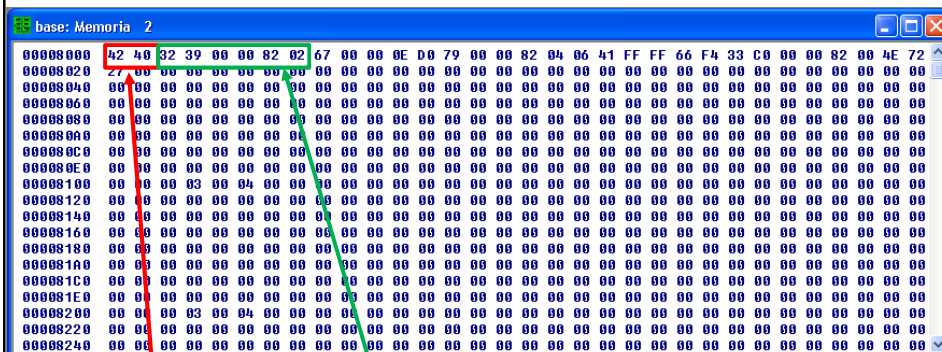 base: Memoria 2
00008000 42 40 32 39 00 00 82 02 67 00 00 0E D0 79 00 00 82 04 06 41 FF FF 66 F4 33 C0 00 00 82 00 4E 72
00008020 27 00 00 00 00 00 00 00 00 00 00 00 00 00 00 00 00 00 00 00 00 00 00 00 00 00 00 00 00 00 00 00
00008040 00 00 00 00 00 00 00 00 00 00 00 00 00 00 00 00 00 00 00 00 00 00 00 00 00 00 00 00 00 00 00 00
00008060 00 00 00 00 00 00 00 00 00 00 00 00 00 00 00 00 00 00 00 00 00 00 00 00 00 00 00 00 00 00 00 00
00008080 00 00 00 00 00 00 00 00 00 00 00 00 00 00 00 00 00 00 00 00 00 00 00 00 00 00 00 00 00 00 00 00
000080A0 00 00 00 00 00 00 00 00 00 00 00 00 00 00 00 00 00 00 00 00 00 00 00 00 00 00 00 00 00 00 00 00
000080C0 00 00 00 00 00 00 00 00 00 00 00 00 00 00 00 00 00 00 00 00 00 00 00 00 00 00 00 00 00 00 00 00
000080E0 00 00 00 00 00 00 00 00 00 00 00 00 00 00 00 00 00 00 00 00 00 00 00 00 00 00 00 00 00 00 00 00
00008100 00 00 00 03 00 04 00 00 00 00 00 00 00 00 00 00 00 00 00 00 00 00 00 00 00 00 00 00 00 00 00 00
00008120 00 00 00 00 00 00 00 00 00 00 00 00 00 00 00 00 00 00 00 00 00 00 00 00 00 00 00 00 00 00 00 00
00008140 00 00 00 00 00 00 00 00 00 00 00 00 00 00 00 00 00 00 00 00 00 00 00 00 00 00 00 00 00 00 00 00
00008160 00 00 00 00 00 00 00 00 00 00 00 00 00 00 00 00 00 00 00 00 00 00 00 00 00 00 00 00 00 00 00 00
00008180 00 00 00 00 00 00 00 00 00 00 00 00 00 00 00 00 00 00 00 00 00 00 00 00 00 00 00 00 00 00 00 00
000081A0 00 00 00 00 00 00 00 00 00 00 00 00 00 00 00 00 00 00 00 00 00 00 00 00 00 00 00 00 00 00 00 00
000081C0 00 00 00 00 00 00 00 00 00 00 00 00 00 00 00 00 00 00 00 00 00 00 00 00 00 00 00 00 00 00 00 00
000081E0 00 00 00 00 00 00 00 00 00 00 00 00 00 00 00 00 00 00 00 00 00 00 00 00 00 00 00 00 00 00 00 00
00008200 00 00 00 03 00 04 00 00 00 00 00 00 00 00 00 00 00 00 00 00 00 00 00 00 00 00 00 00 00 00 00 00
00008220 00 00 00 00 00 00 00 00 00 00 00 00 00 00 00 00 00 00 00 00 00 00 00 00 00 00 00 00 00 00 00 00
00008240 00 00 00 00 00 00 00 00 00 00 00 00 00 00 00 00 00 00 00 00 00 00 00 00 00 00 00 00 00 00 00 00